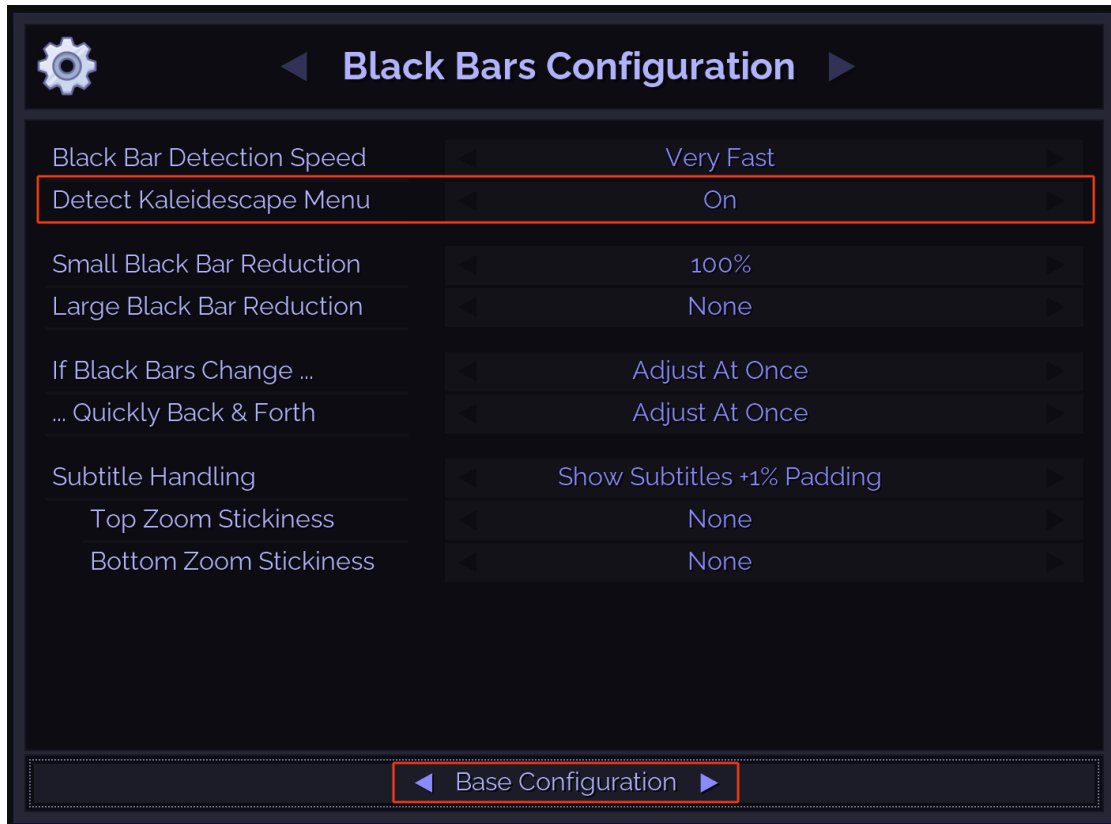 Black Bars Configuration
Black Bar Detection Speed Very Fast
Detect Kaleidescape Menu On
Small Black Bar Reduction 100%
Large Black Bar Reduction None
If Black Bars Change ... Adjust At Once
... Quickly Back & Forth Adjust At Once
Subtitle Handling Show Subtitles +1% Padding
Top Zoom Stickiness None
Bottom Zoom Stickiness None
Base Configuration